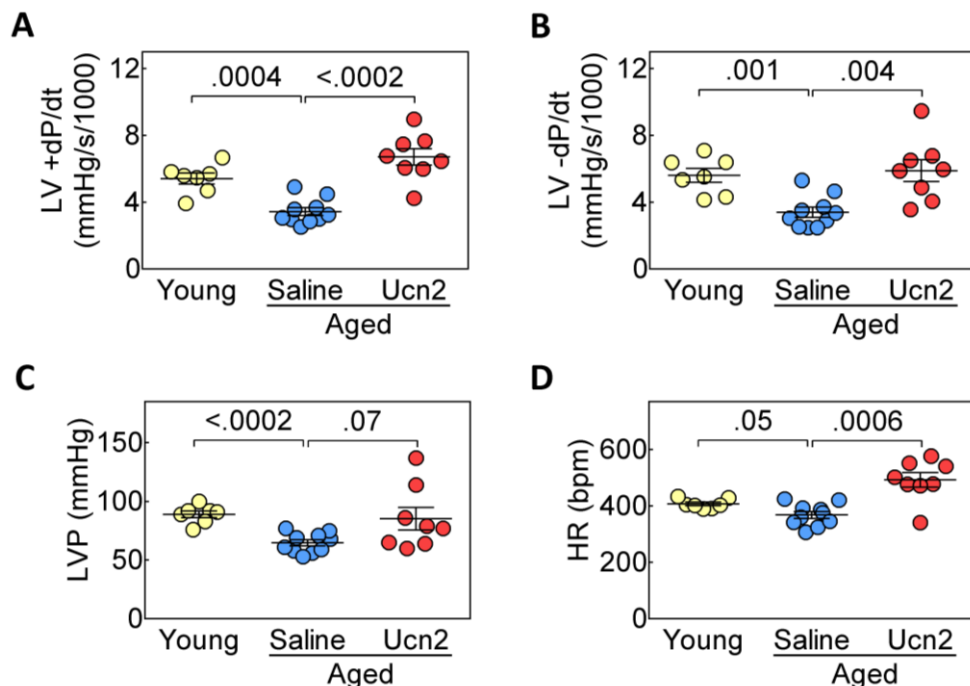 A
LV +dP/dt
(mmHg/s/1000)
12
8
4
0
.0004
<.0002
Young
Saline
Ucn2
Aged
B
LV -dP/dt
(mmHg/s/1000)
12
8
4
0
.001
.004
Young
Saline
Ucn2
Aged
C
LVP (mmHg)
150
100
50
0
<.0002
.07
Young
Saline
Ucn2
Aged
D
HR (bpm)
600
400
200
0
.05
.0006
Young
Saline
Ucn2
Aged